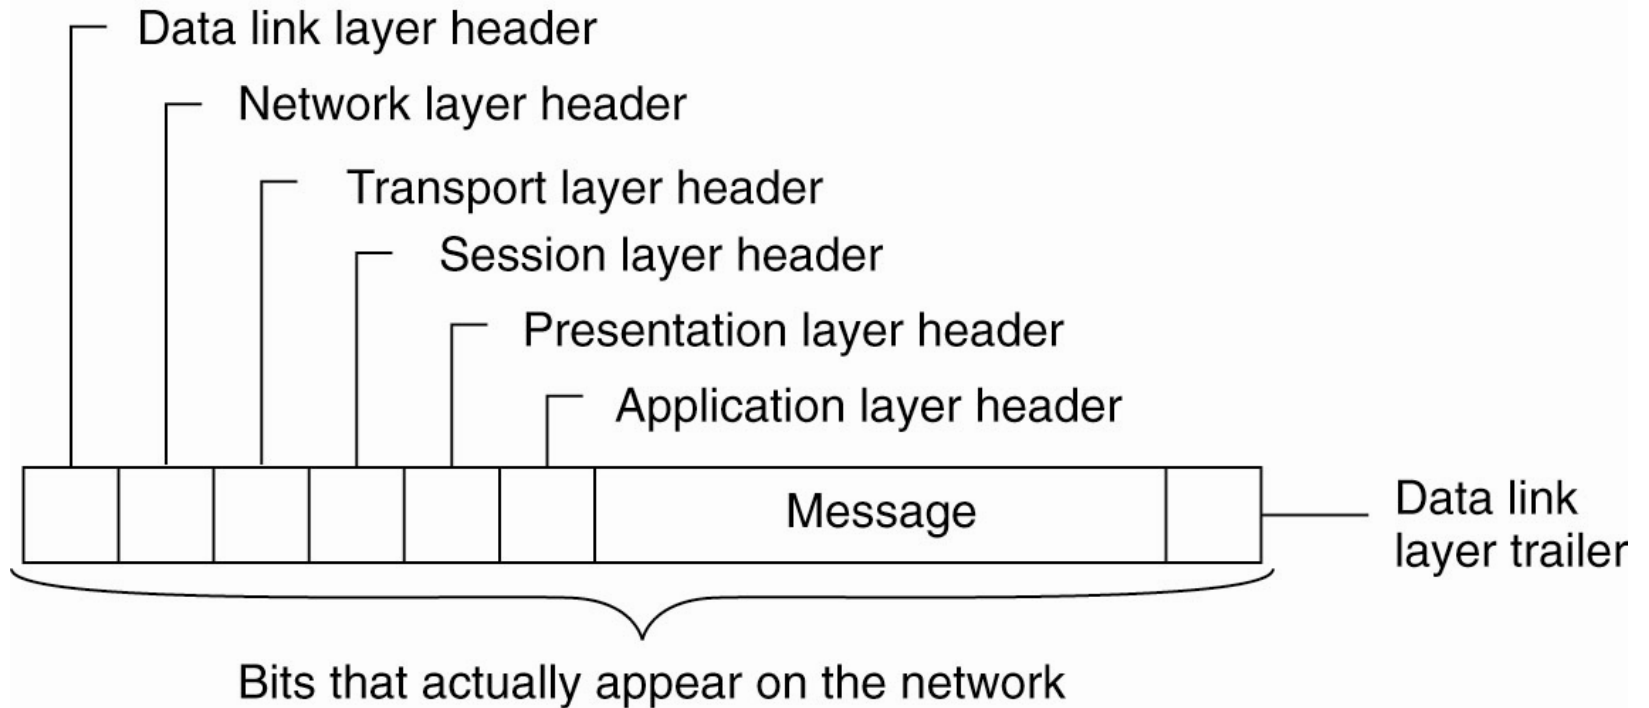 Data link layer header
Network layer header
Transport layer header
Session layer header
Presentation layer header
Application layer header
Message
Data link
layer trailer
Bits that actually appear on the network